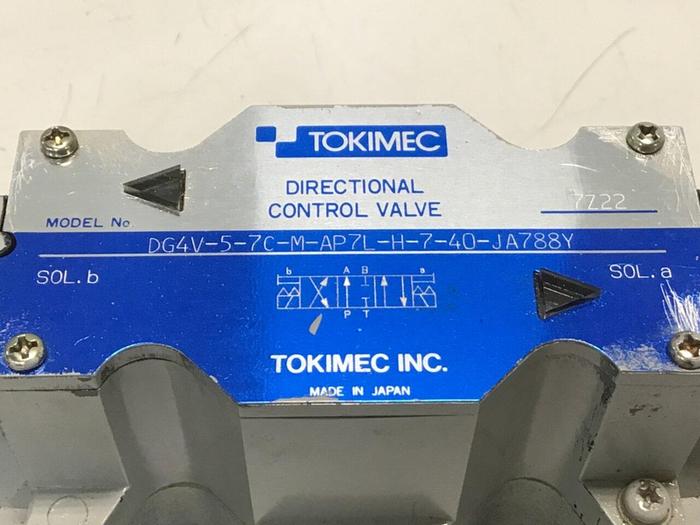 TOKIMEC
DIRECTIONAL
CONTROL VALVE
7Z22
MODEL No.
DG4V-5-7C-M-AP7L-H-7-40-JA788Y
SOL.b
SOL.a
b A B a
P T
TOKIMEC INC.
MADE IN JAPAN